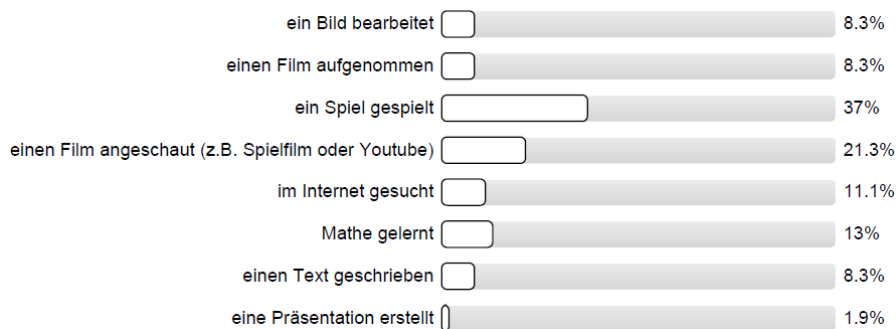 ein Bild bearbeitet 8.3%
einen Film aufgenommen 8.3%
ein Spiel gespielt 37%
einen Film angeschaut (z.B. Spielfilm oder Youtube) 21.3%
im Internet gesucht 11.1%
Mathe gelernt 13%
einen Text geschrieben 8.3%
eine Präsentation erstellt 1.9%